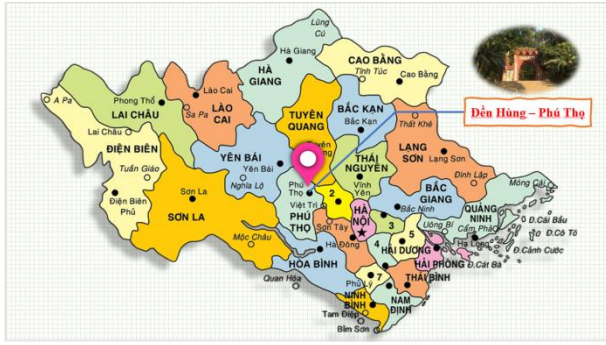 Lũng
Cú
Hà Giang
HÀ
GIANG
CAO BẰNG
Tĩnh Túc
Cao Bằng
A Pa
Phong Thổ
LAI CHÂU
Lào Cai
Sa Pa
LÀO
CAI
TUYÊN
QUANG
BẮC KẠN
Bắc Kạn
Đền Hùng – Phú Thọ
Thất Khê
LẠNG
SƠN
Lạng Sơn
Lai Châu
ĐIỆN BIÊN
Tuần Giáo
Điện Biên
Phủ
YÊN BÁI
Yên Bái
Nghĩa Lộ
THÁI
NGUYÊN
Vĩnh
Yên
Đình Lập
Móng Cái
Sơn La
SƠN LA
Phú
Thọ
Việt Trì
PHÚ
THỌ
2
HÀ
NỘI
BẮC
GIANG
Bắc Ninh
QUẢNG
NINH
Uông Bí
Cẩm Phả
Hạ Long
Đ.Cái Bầu
Đ.Cô Tô
Đ.Cảnh Cước
Đ.Cát Bà
Sơn Tây
Hà Đông
3
4
5
HẢI DƯƠNG
HẢI PHÒNG
Mộc Châu
HÒA BÌNH
Quan Hóa
Phủ Lý
7
THÁI BÌNH
NINH
BÌNH
NAM
ĐỊNH
Tam Điệp
Bỉm Sơn